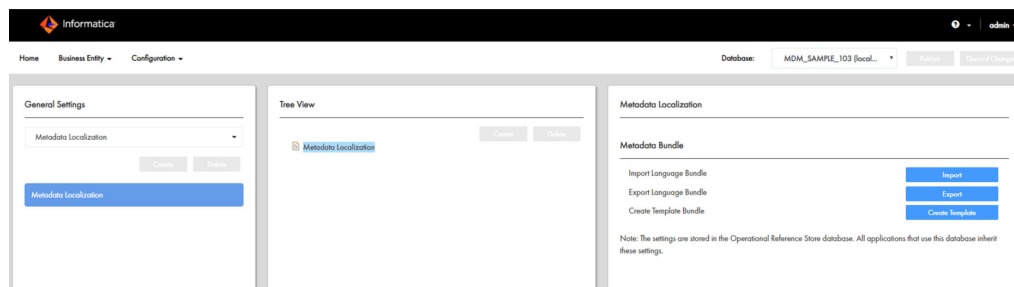 Informatica
admin
Home Business Entity Configuration Database: MDM_SAMPLE_103 (local... Publish Discard Change
General Settings
Metadata Localization
Create Delete
Metadata Localization
Tree View
Create Delete
Metadata Localization
Metadata Localization
Metadata Bundle
Import Language Bundle Import
Export Language Bundle Export
Create Template Bundle Create Template
Note: The settings are stored in the Operational Reference Store database. All applications that use this database inherit
these settings.